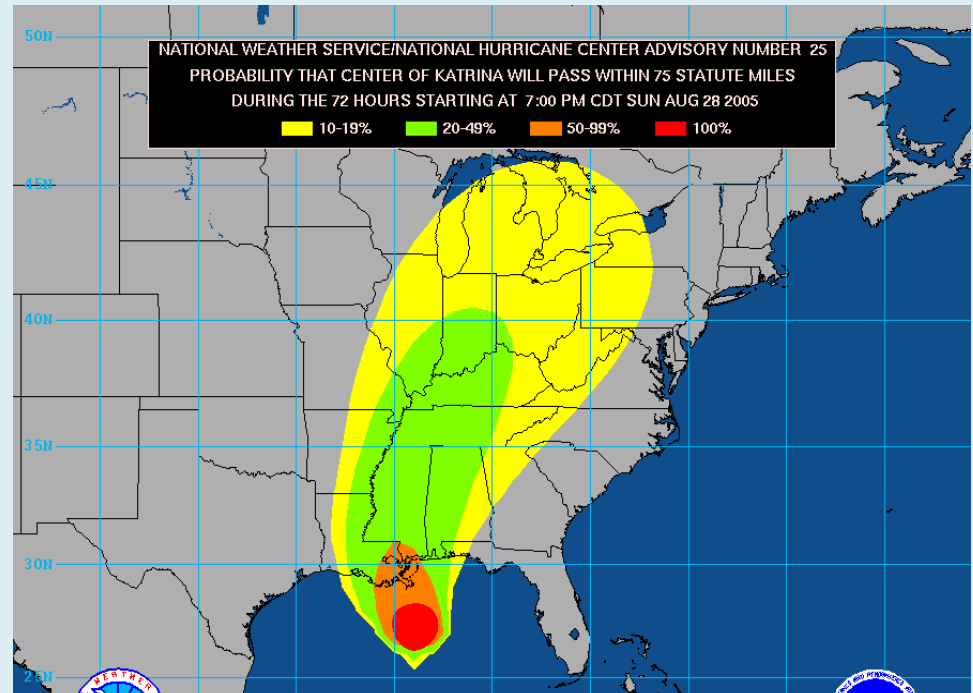 50N
NATIONAL WEATHER SERVICE/NATIONAL HURRICANE CENTER ADVISORY NUMBER 25
PROBABILITY THAT CENTER OF KATRINA WILL PASS WITHIN 75 STATUTE MILES
DURING THE 72 HOURS STARTING AT 7:00 PM CDT SUN AUG 28 2005
10-19% 20-49% 50-99% 100%
45N
40N
35N
30N
25N
WEATHER